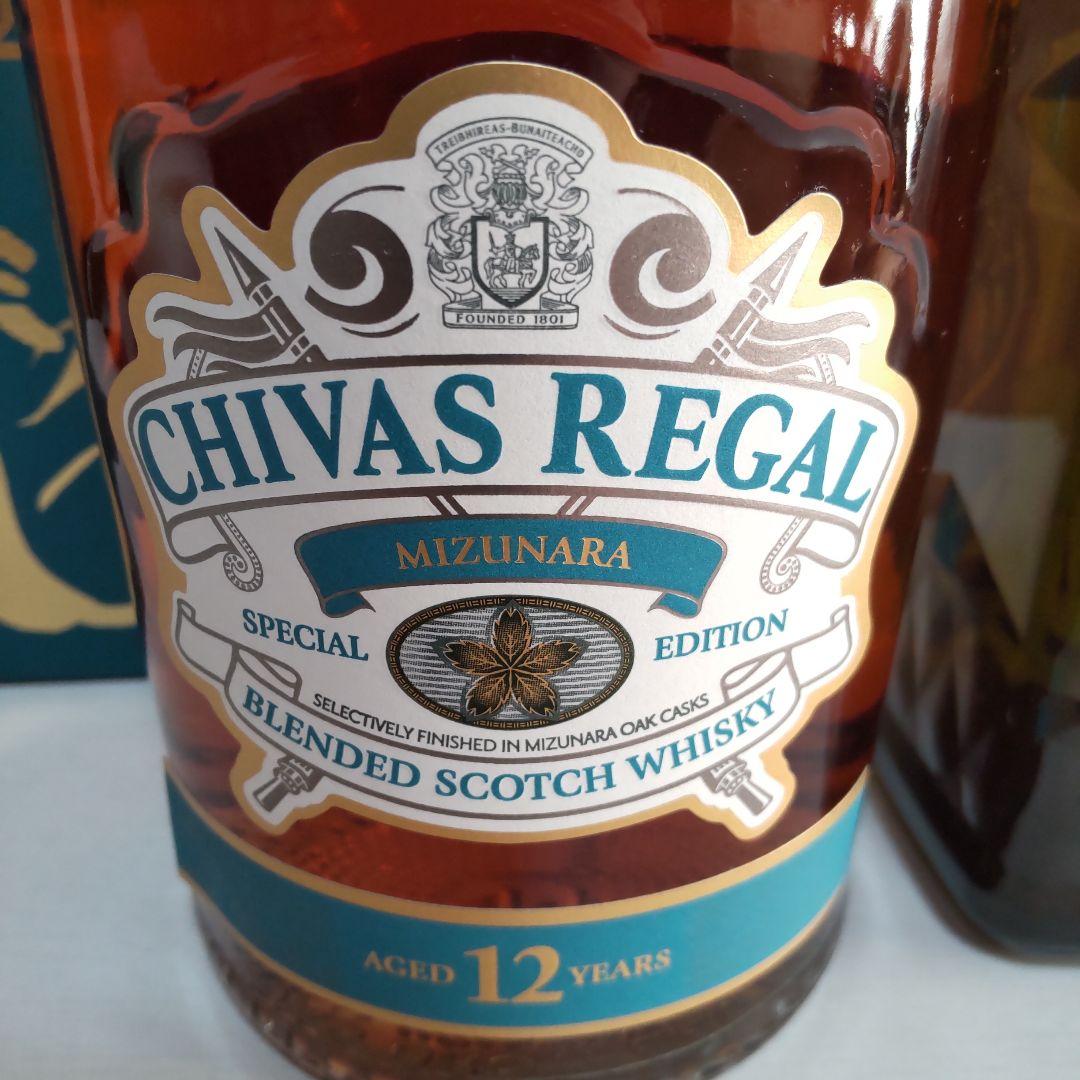 TREIBHIREAS-BUNAITEACHD
FOUNDED 1801
CHIVAS REGAL
MIZUNARA
SPECIAL EDITION
SELECTIVELY FINISHED IN MIZUNARA OAK CASKS
BLENDED SCOTCH WHISKY
AGED 12 YEARS